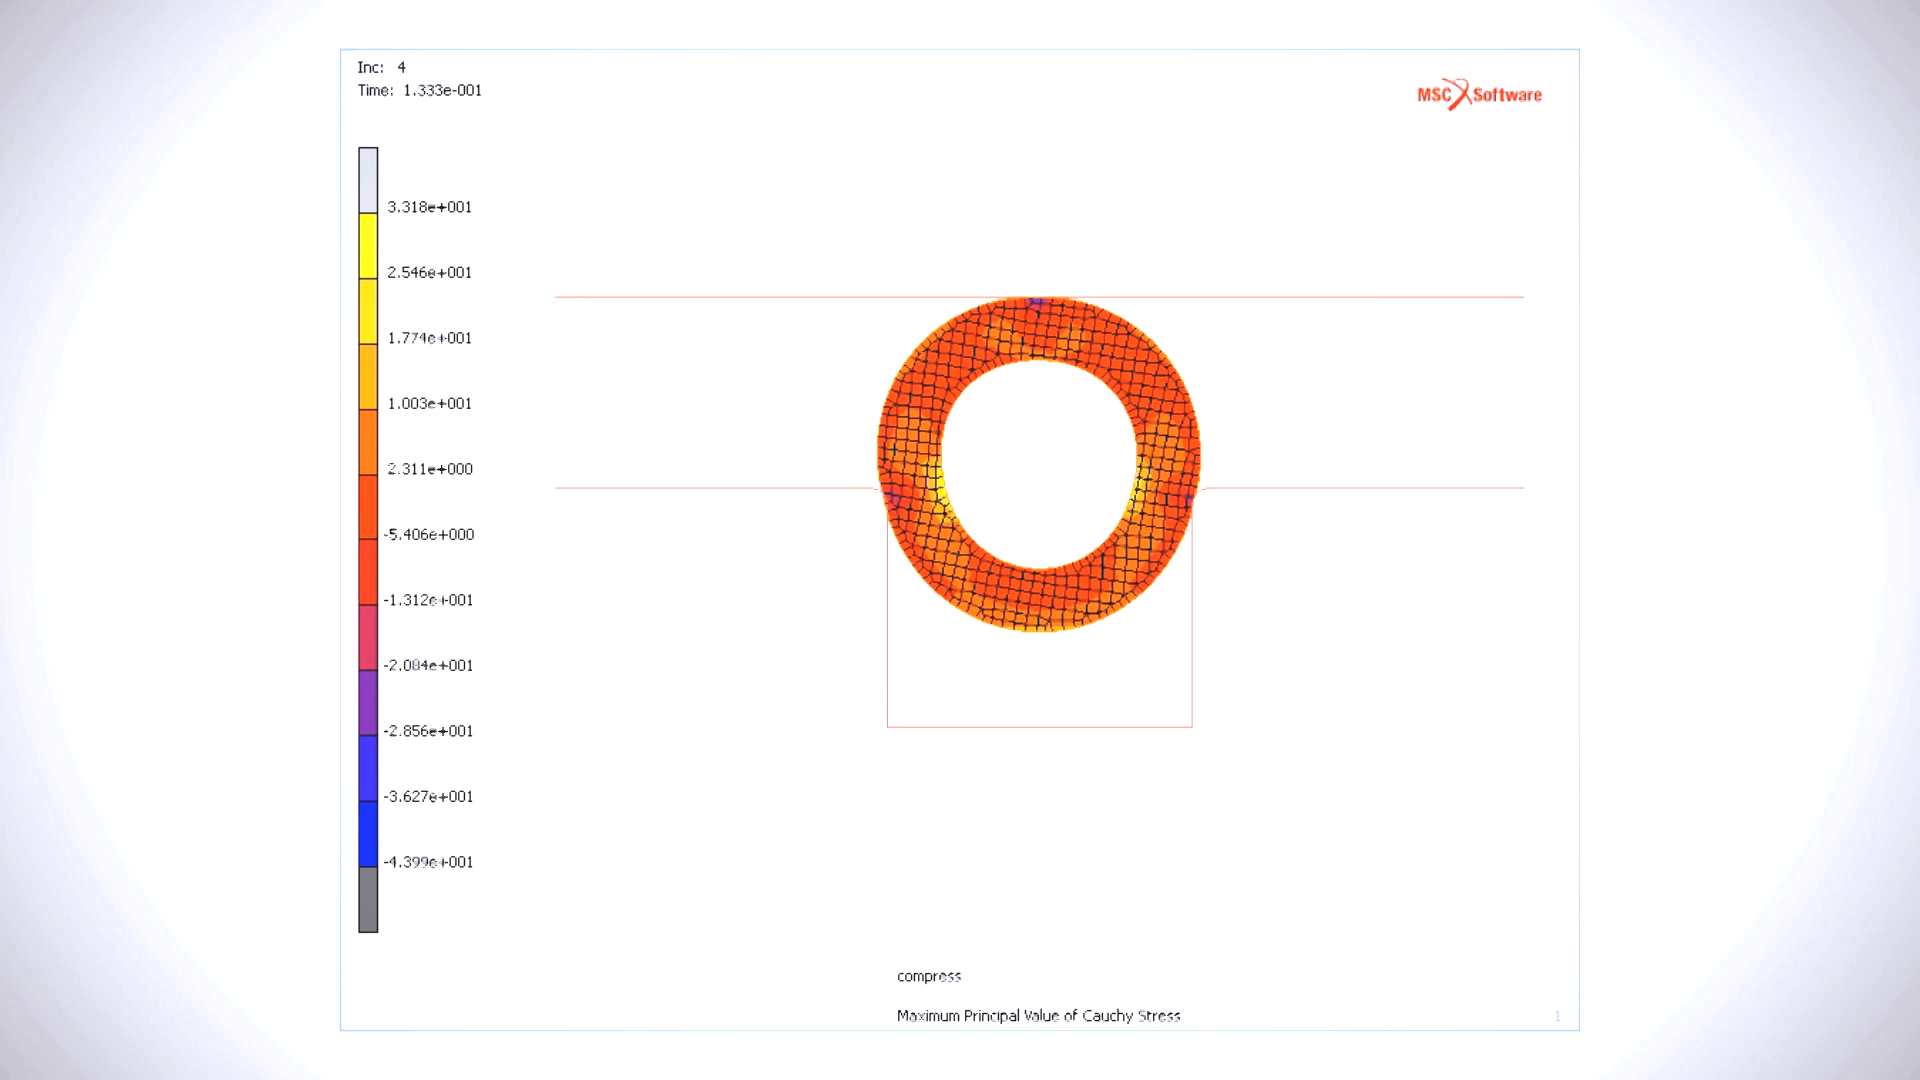 Inc: 4
Time: 1.333e-001
MSC Software
3.318e+001
2.546e+001
1.774e+001
1.003e+001
2.311e+000
-5.406e+000
-1.312e+001
-2.084e+001
-2.856e+001
-3.627e+001
-4.399e+001
compress
Maximum Principal Value of Cauchy Stress
1